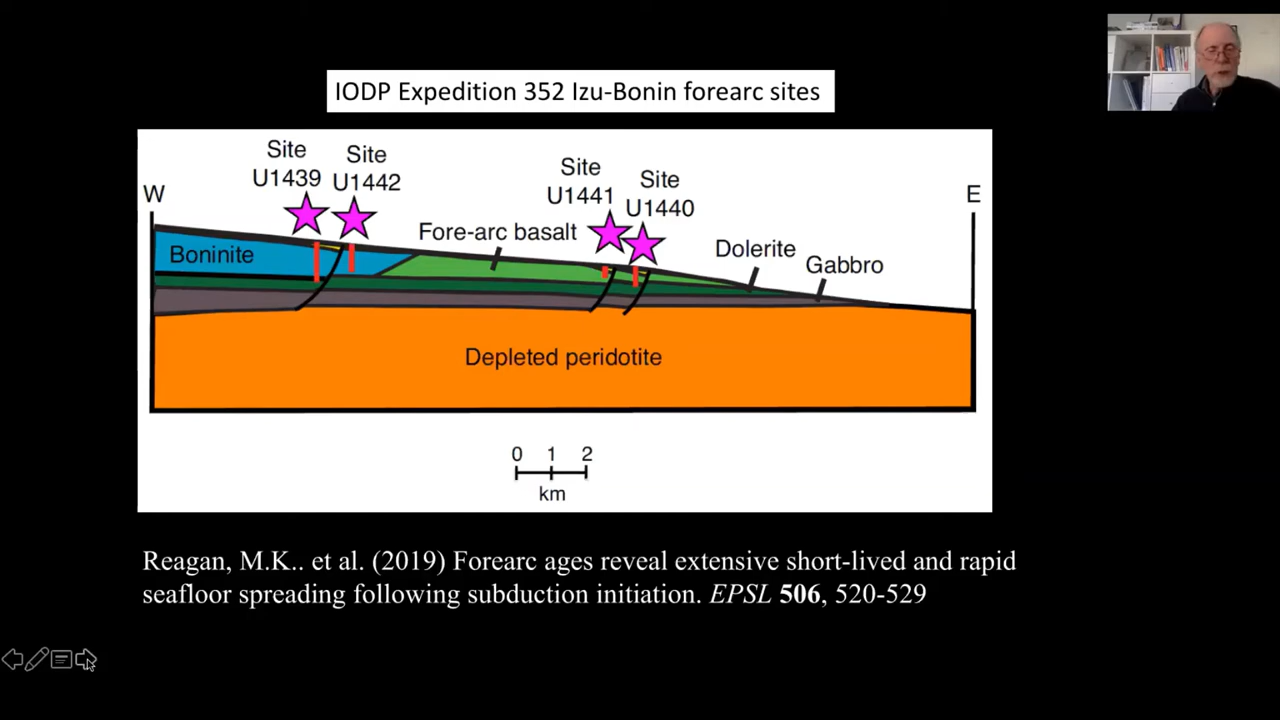 IODP Expedition 352 Izu-Bonin forearc sites
Site
U1439
Site
U1442
Site
U1441
Site
U1440
W
E
Boninite
Fore-arc basalt
Dolerite
Gabbro
Depleted peridotite
0 1 2
km
Reagan, M.K.. et al. (2019) Forearc ages reveal extensive short-lived and rapid
seafloor spreading following subduction initiation. EPSL 506, 520-529